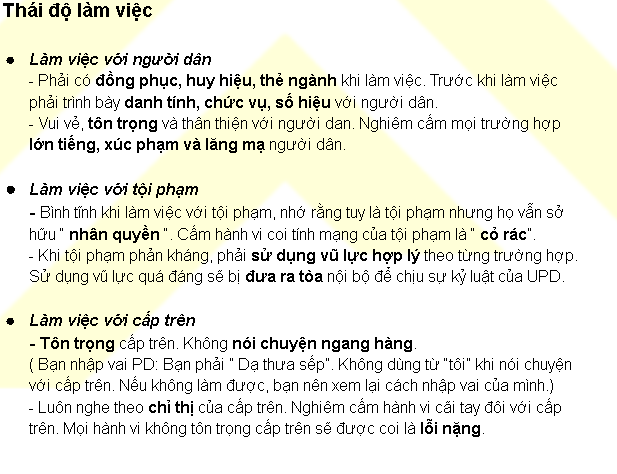 Thái độ làm việc
● Làm việc với người dân
- Phải có đồng phục, huy hiệu, thẻ ngành khi làm việc. Trước khi làm việc
phải trình bày danh tính, chức vụ, số hiệu với người dân.
- Vui vẻ, tôn trọng và thân thiện với người dan. Nghiêm cấm mọi trường hợp
lớn tiếng, xúc phạm và lăng mạ người dân.
● Làm việc với tội phạm
- Bình tĩnh khi làm việc với tội phạm, nhớ rằng tuy là tội phạm nhưng họ vẫn sở
hứu “ nhân quyền ”. Cấm hành vi coi tính mạng của tội phạm là “ cỏ rác”.
- Khi tội phạm phản kháng, phải sử dụng vũ lực hợp lý theo từng trường hợp.
Sử dụng vũ lực quá đáng sẽ bị đưa ra tòa nội bộ để chịu sự kỷ luật của UPD.
● Làm việc với cấp trên
- Tôn trọng cấp trên. Không nói chuyện ngang hàng.
( Bạn nhập vai PD: Bạn phải “ Dạ thưa sếp”. Không dùng từ “tôi” khi nói chuyện
với cấp trên. Nếu không làm được, bạn nên xem lại cách nhập vai của mình.)
- Luôn nghe theo chỉ thị của cấp trên. Nghiêm cấm hành vi cãi tay đôi với cấp
trên. Mọi hành vi không tôn trọng cấp trên sẽ được coi là lỗi nặng.